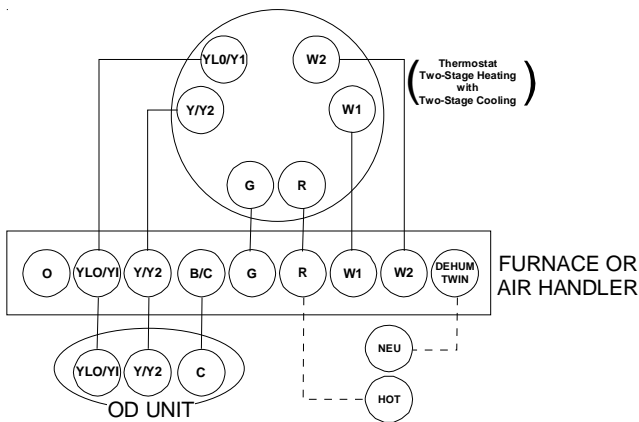 YL0/Y1
W2
( Thermostat
Two-Stage Heating
with
Two-Stage Cooling )
Y/Y2
W1
G
R
O
YLO/YI
Y/Y2
B/C
G
R
W1
W2
DEHUM
TWIN
FURNACE OR
AIR HANDLER
NEU
YLO/YI
Y/Y2
C
HOT
OD UNIT